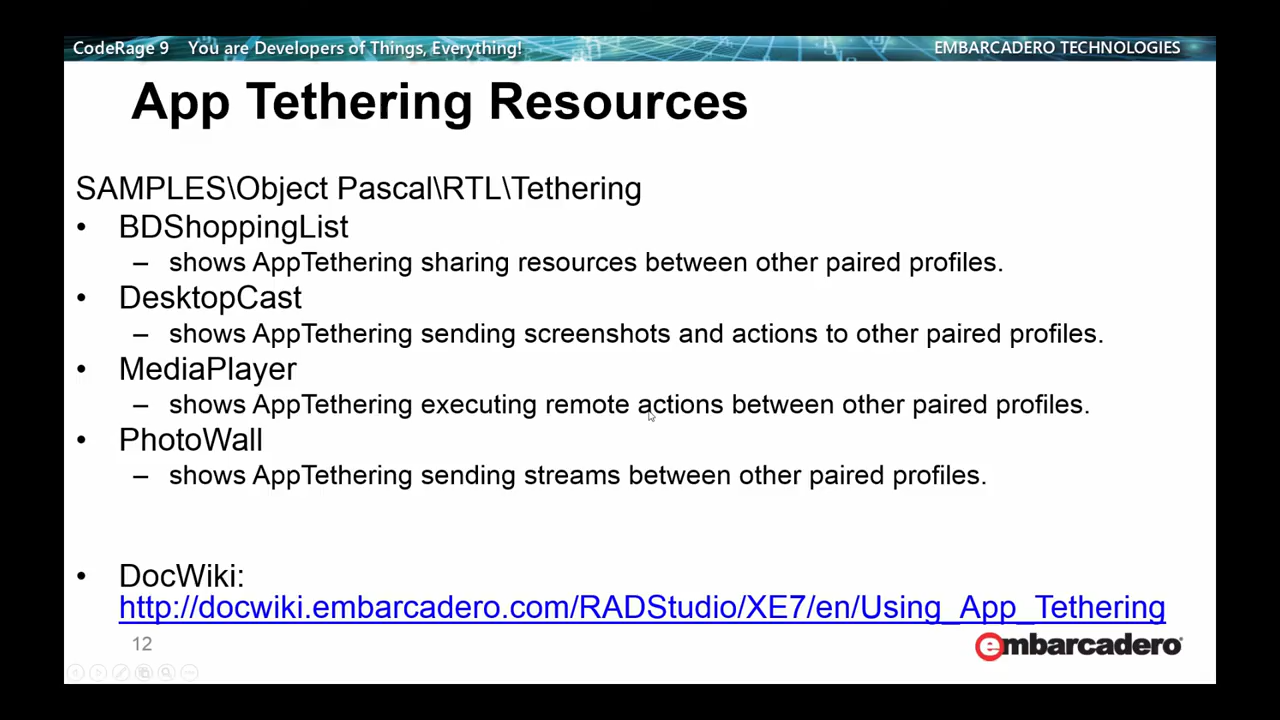 CodeRage 9 You are Developers of Things, Everything! EMBARCADERO TECHNOLOGIES
App Tethering Resources
SAMPLES\Object Pascal\RTL\Tethering
• BDShoppingList
– shows AppTethering sharing resources between other paired profiles.
• DesktopCast
– shows AppTethering sending screenshots and actions to other paired profiles.
• MediaPlayer
– shows AppTethering executing remote actions between other paired profiles.
• PhotoWall
– shows AppTethering sending streams between other paired profiles.
• DocWiki:
http://docwiki.embarcadero.com/RADStudio/XE7/en/Using_App_Tethering
12
embarcadero